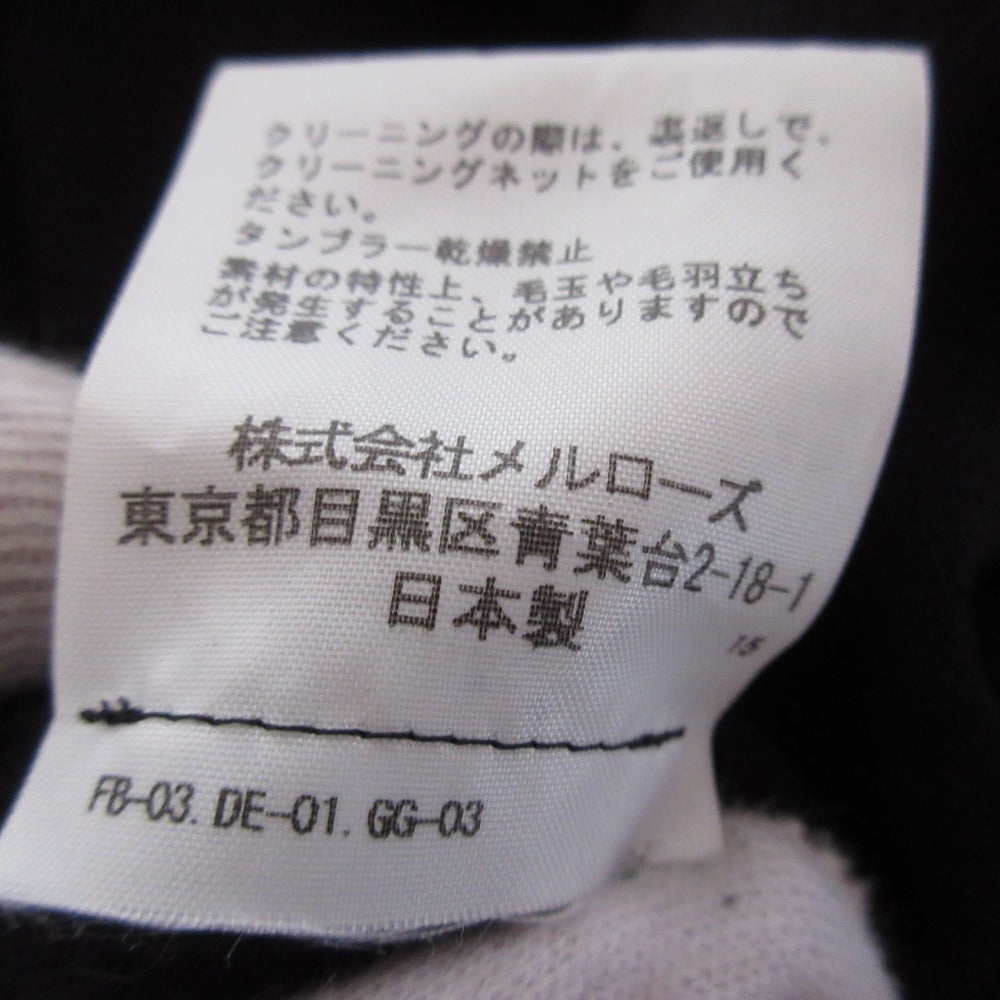 クリーニングの際は、裏返しで、
クリーニングネットをご使用く
ださい。
タンブラー乾燥禁止
素材の特性上、毛玉や毛羽立ち
が発生することがありますので
ご注意ください。
株式会社メルローズ
東京都目黒区青葉台2-18-1
日本製
15
FB-03. DE-01. GG-03